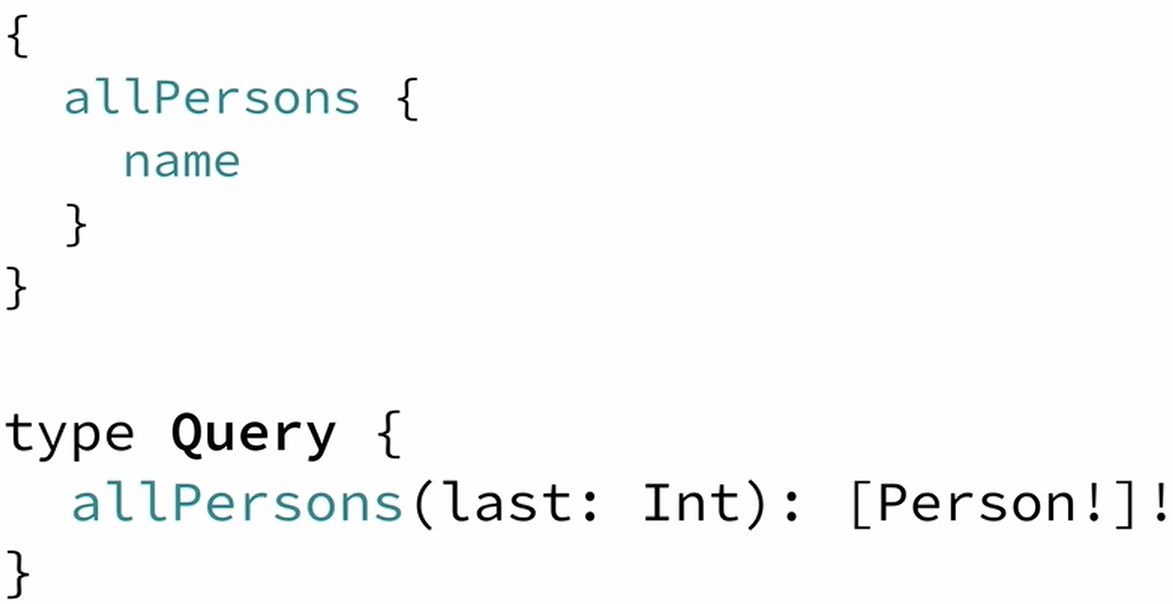 {
  allPersons {
    name
  }
}
type Query {
  allPersons(last: Int): [Person!]!
}